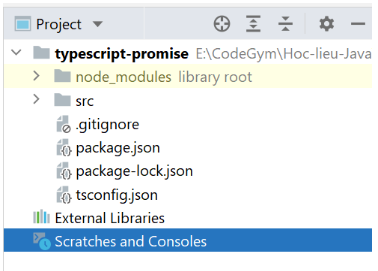 Project
typescript-promise E:\CodeGym\Hoc-lieu-Java
node_modules library root
src
.gitignore
package.json
package-lock.json
tsconfig.json
External Libraries
Scratches and Consoles